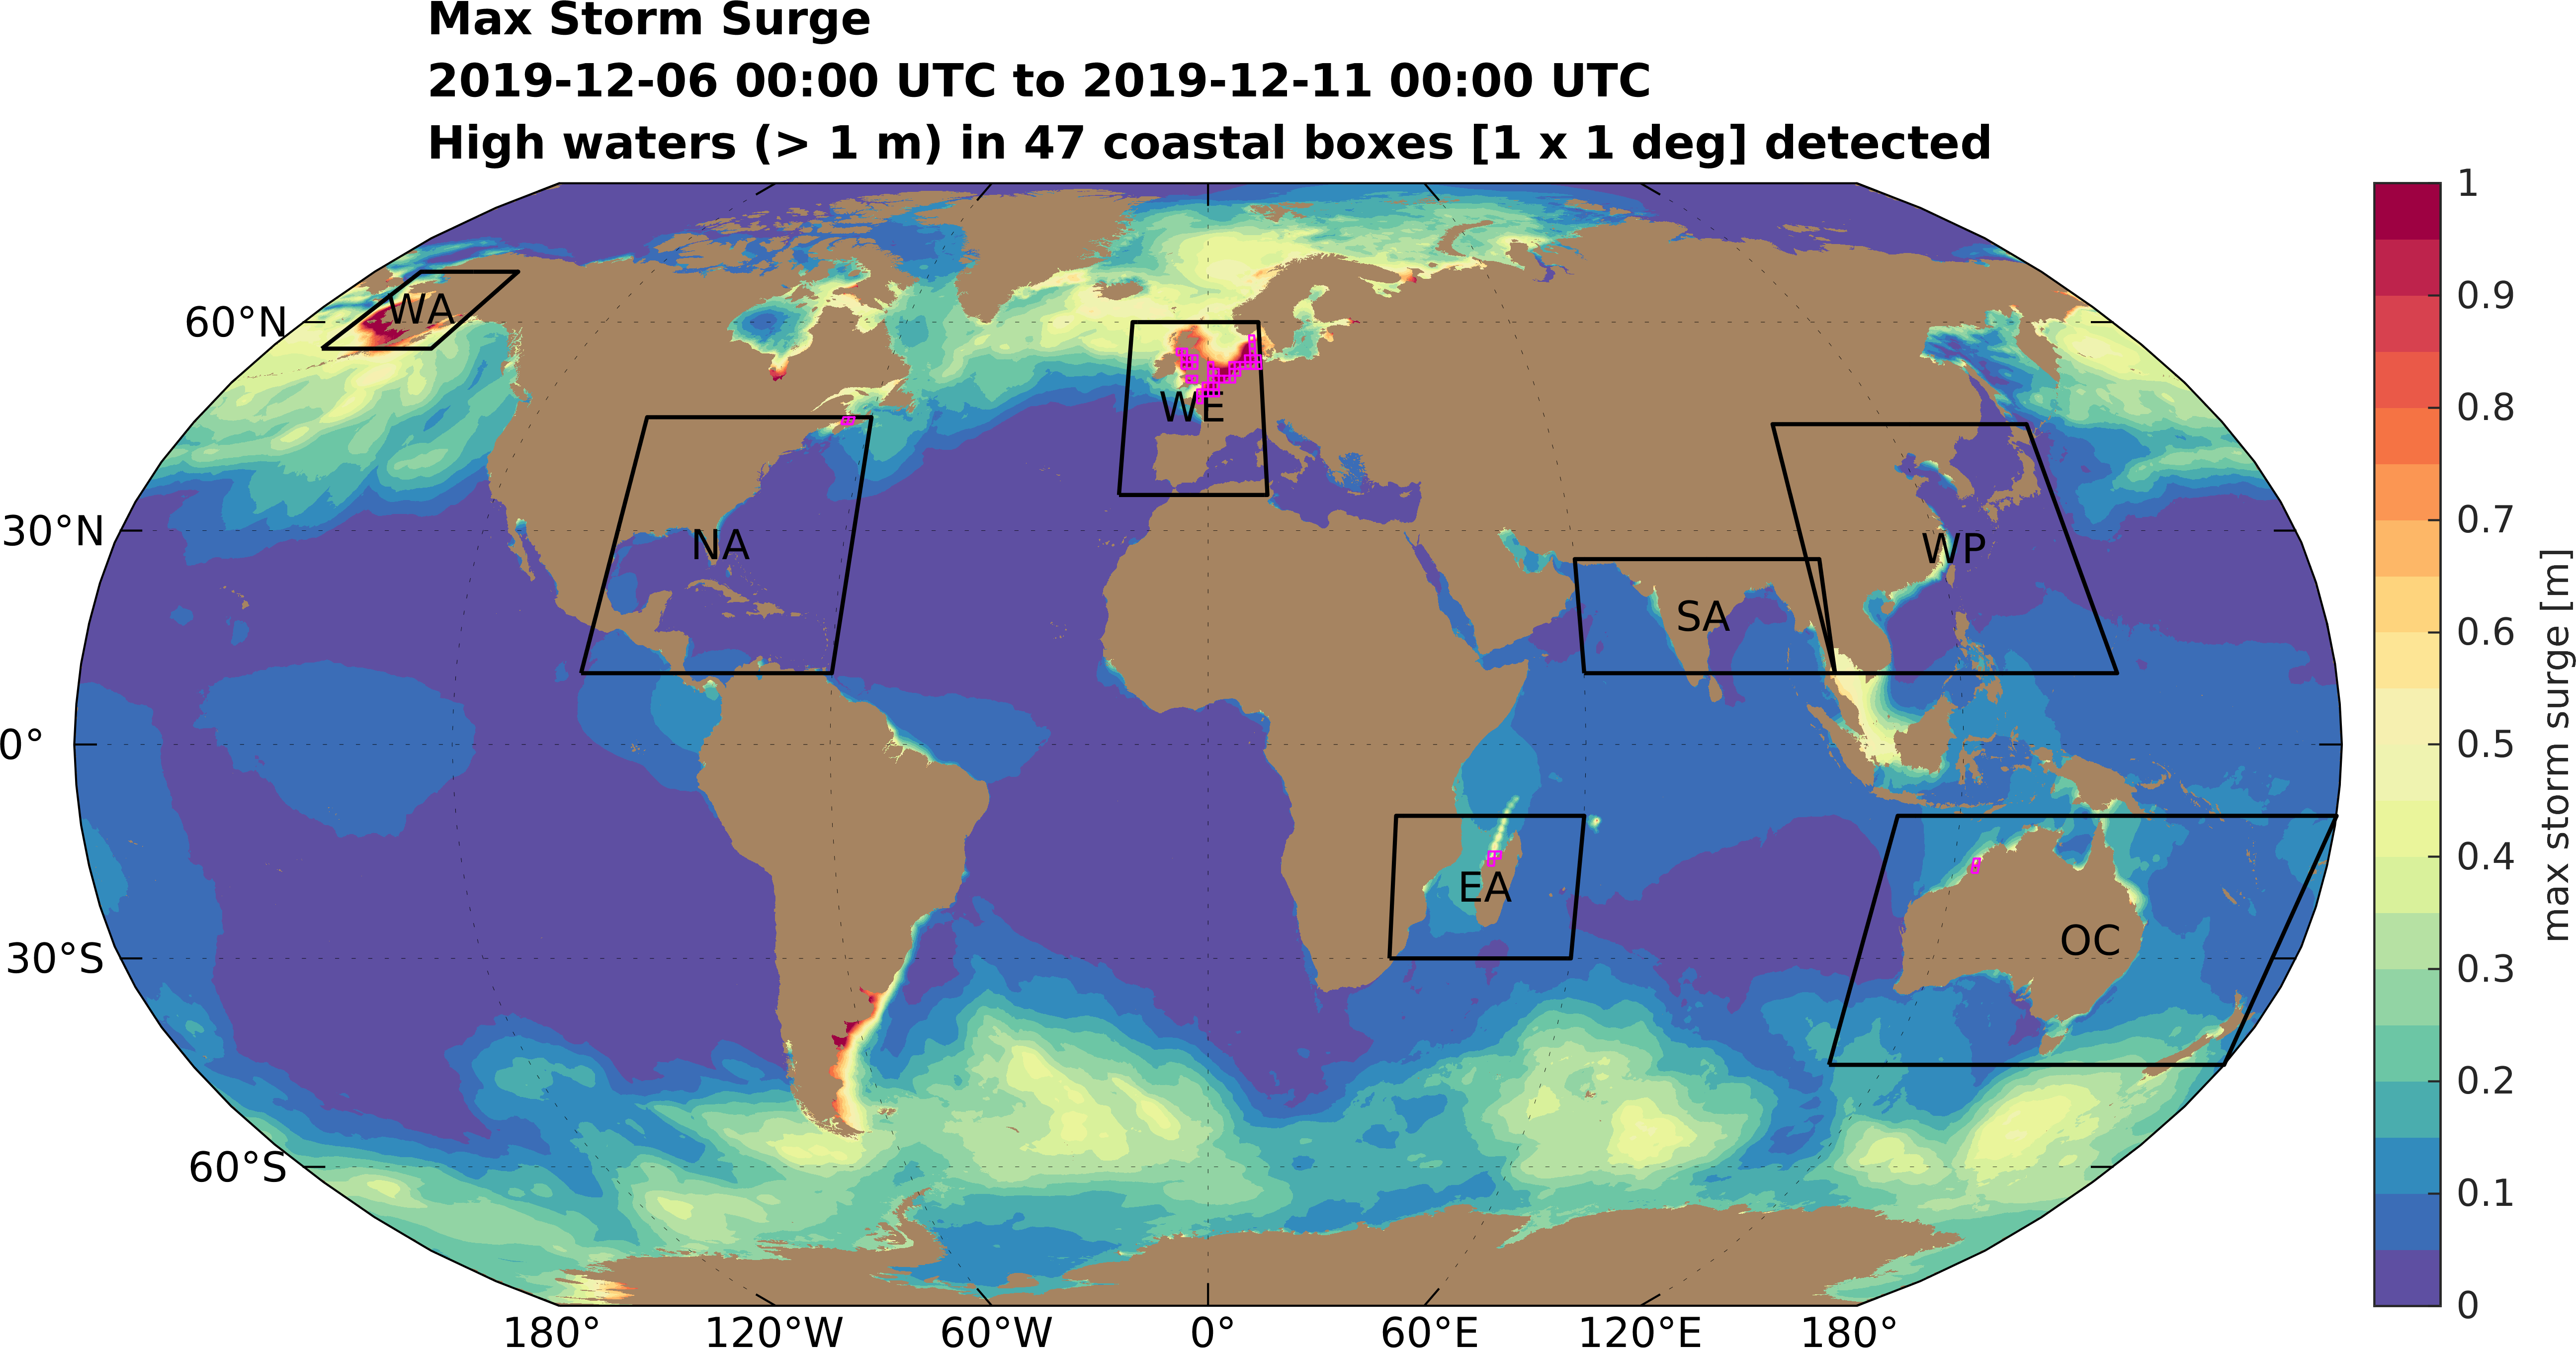 Max Storm Surge
2019-12-06 00:00 UTC to 2019-12-11 00:00 UTC
High waters (> 1 m) in 47 coastal boxes [1 x 1 deg] detected
60°N
30°N
0°
30°S
60°S
180°
120°W
60°W
0°
60°E
120°E
180°
WA
NA
WE
SA
WP
EA
OC
1
0.9
0.8
0.7
0.6
0.5
0.4
0.3
0.2
0.1
0
max storm surge [m]